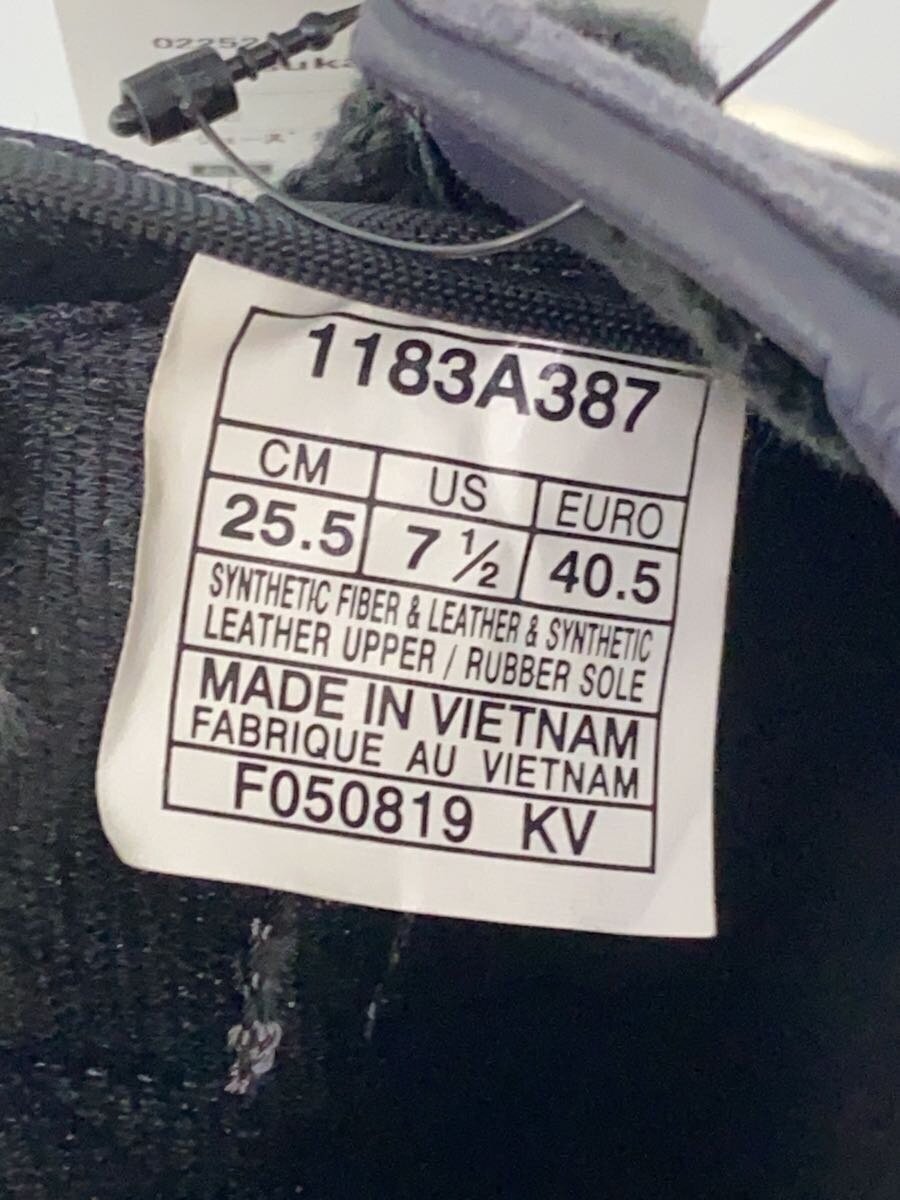 1183A387
CM US EURO
25.5 7 ½ 40.5
SYNTHETIC FIBER & LEATHER & SYNTHETIC
LEATHER UPPER / RUBBER SOLE
MADE IN VIETNAM
FABRIQUE AU VIETNAM
F050819 KV